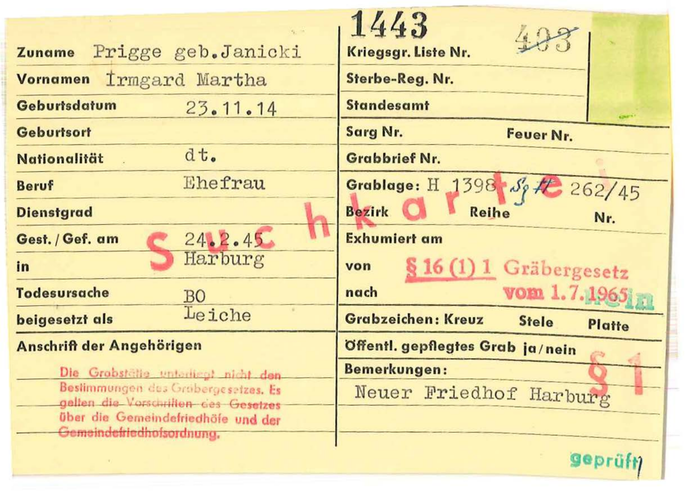 1443
403
Zuname Prigge geb.Janicki
Vornamen Irmgard Martha
Geburtsdatum 23.11.14
Geburtsort
Nationalität dt.
Beruf Ehefrau
Dienstgrad
Gest./Gef. am 24.2.45
in Harburg
Todesursache BO
beigesetzt als Leiche
Anschrift der Angehörigen
Die Grabstätte unterliegt nicht den
Bestimmungen des Gräbergesetzes. Es
gelten die Vorschriften des Gesetzes
über die Gemeindefriedhöfe und der
Gemeindefriedhofsordnung.
Suchkartei
Kriegsgr. Liste Nr.
Sterbe-Reg. Nr.
Standesamt
Sarg Nr. Feuer Nr.
Grabbrief Nr.
Grablage: H 1398 262/45
Bezirk Reihe Nr.
Exhumiert am
von § 16 (1) 1 Gräbergesetz
nach vom 1.7.1965
nein
Grabzeichen: Kreuz Stele Platte
Öffentl. gepflegtes Grab ja/nein
§ 1
Bemerkungen:
Neuer Friedhof Harburg
geprüft